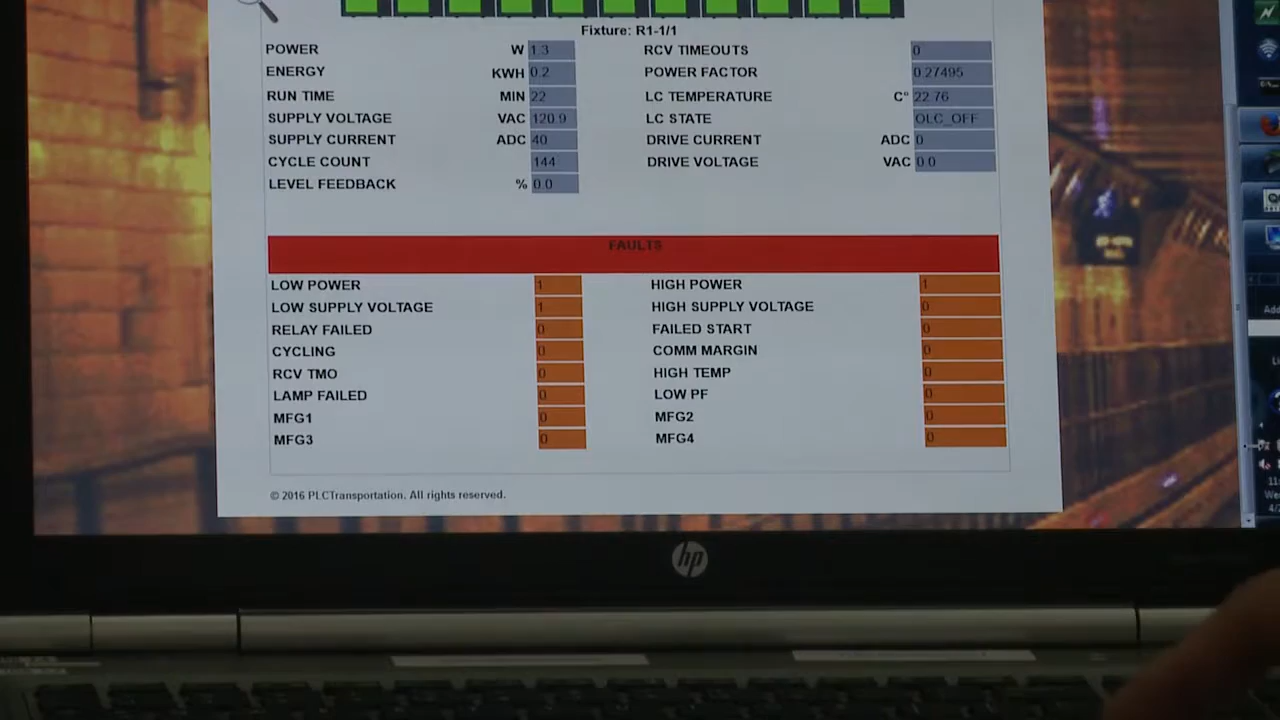 Fixture: R1-1/1
POWER W 1.3 RCV TIMEOUTS 0
ENERGY KWH 0.2 POWER FACTOR 0.27495
RUN TIME MIN 22 LC TEMPERATURE C° 22.76
SUPPLY VOLTAGE VAC 120.9 LC STATE OLC_OFF
SUPPLY CURRENT ADC 40 DRIVE CURRENT ADC 0
CYCLE COUNT 144 DRIVE VOLTAGE VAC 0.0
LEVEL FEEDBACK % 0.0
FAULTS
LOW POWER 1 HIGH POWER 1
LOW SUPPLY VOLTAGE 1 HIGH SUPPLY VOLTAGE 0
RELAY FAILED 0 FAILED START 0
CYCLING 0 COMM MARGIN 0
RCV TMO 0 HIGH TEMP 0
LAMP FAILED 0 LOW PF 0
MFG1 0 MFG2 0
MFG3 0 MFG4 0
© 2016 PLCTransportation. All rights reserved.
hp